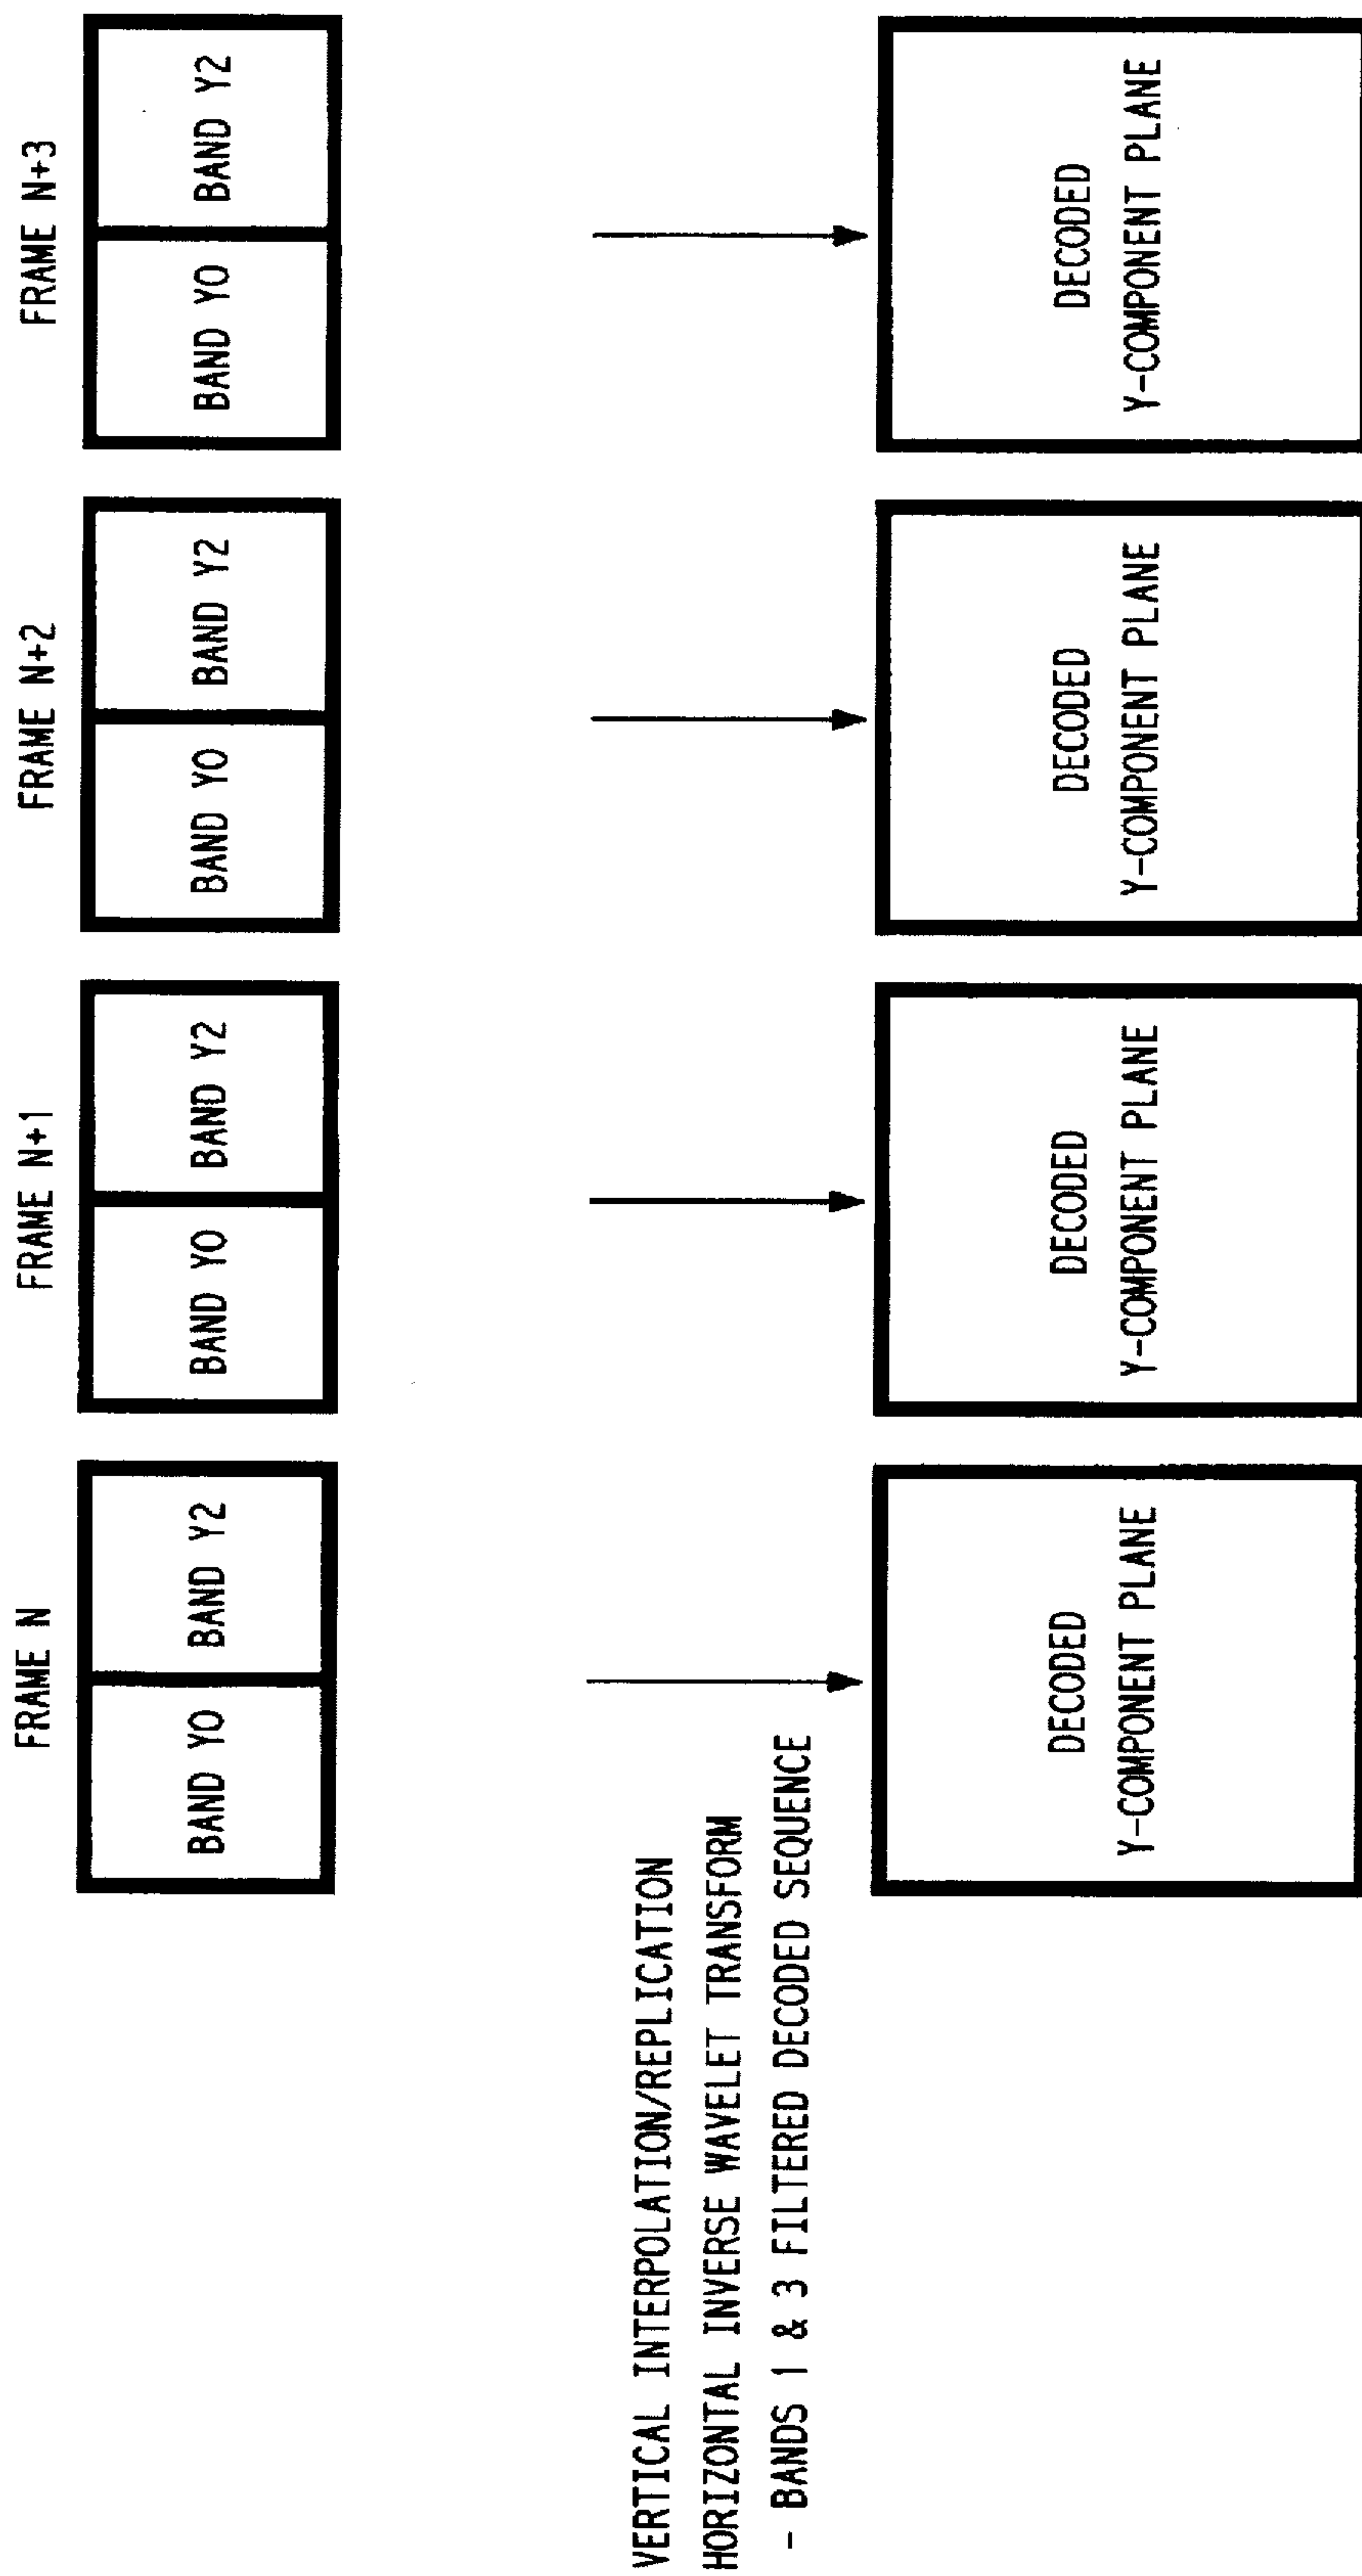 FRAME N
FRAME N+1
FRAME N+2
FRAME N+3
BAND Y0 BAND Y2
BAND Y0 BAND Y2
BAND Y0 BAND Y2
BAND Y0 BAND Y2
VERTICAL INTERPOLATION/REPLICATION
HORIZONTAL INVERSE WAVELET TRANSFORM
- BANDS 1 & 3 FILTERED DECODED SEQUENCE
DECODED
Y-COMPONENT PLANE
DECODED
Y-COMPONENT PLANE
DECODED
Y-COMPONENT PLANE
DECODED
Y-COMPONENT PLANE